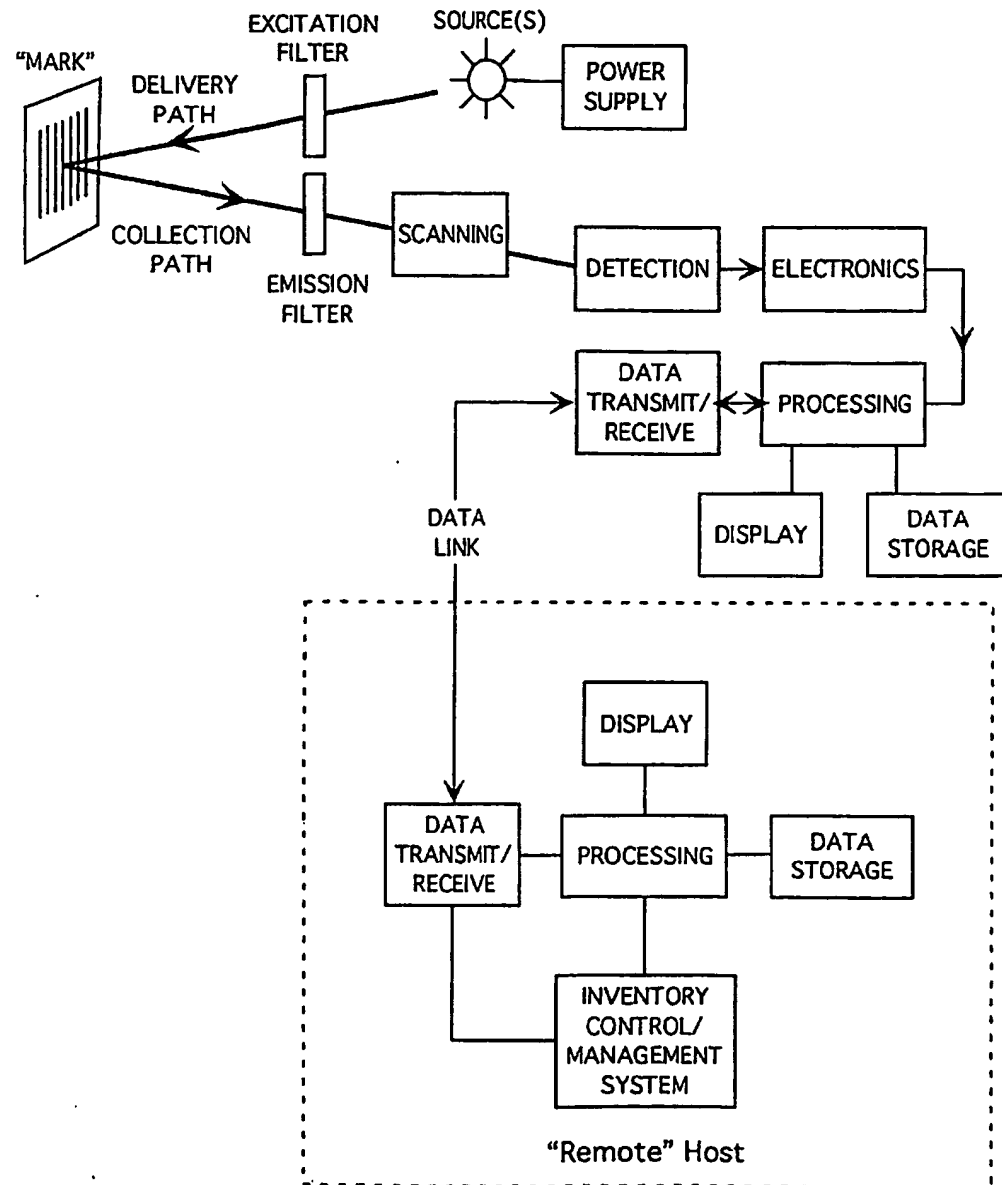 EXCITATION
FILTER
SOURCE(S)
"MARK"
DELIVERY
PATH
POWER
SUPPLY
COLLECTION
PATH
EMISSION
FILTER
SCANNING
DETECTION
ELECTRONICS
DATA
TRANSMIT/
RECEIVE
PROCESSING
DISPLAY
DATA
STORAGE
DATA
LINK
DISPLAY
DATA
TRANSMIT/
RECEIVE
PROCESSING
DATA
STORAGE
INVENTORY
CONTROL/
MANAGEMENT
SYSTEM
"Remote" Host